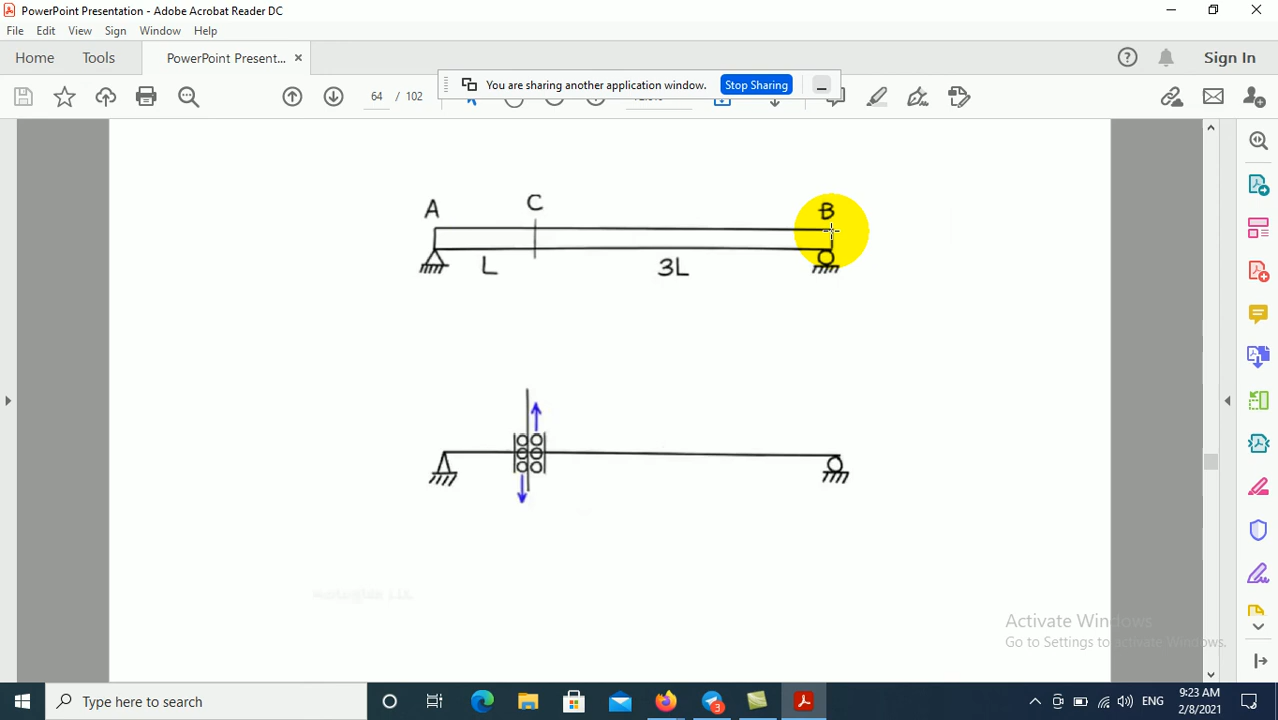 PowerPoint Presentation - Adobe Acrobat Reader DC
File Edit View Sign Window Help
Home Tools PowerPoint Present... × Sign In
You are sharing another application window. Stop Sharing
64 / 102
A C B
L 3L
Activate Windows
Go to Settings to activate Windows.
Type here to search
3
ENG
9:23 AM
2/8/2021